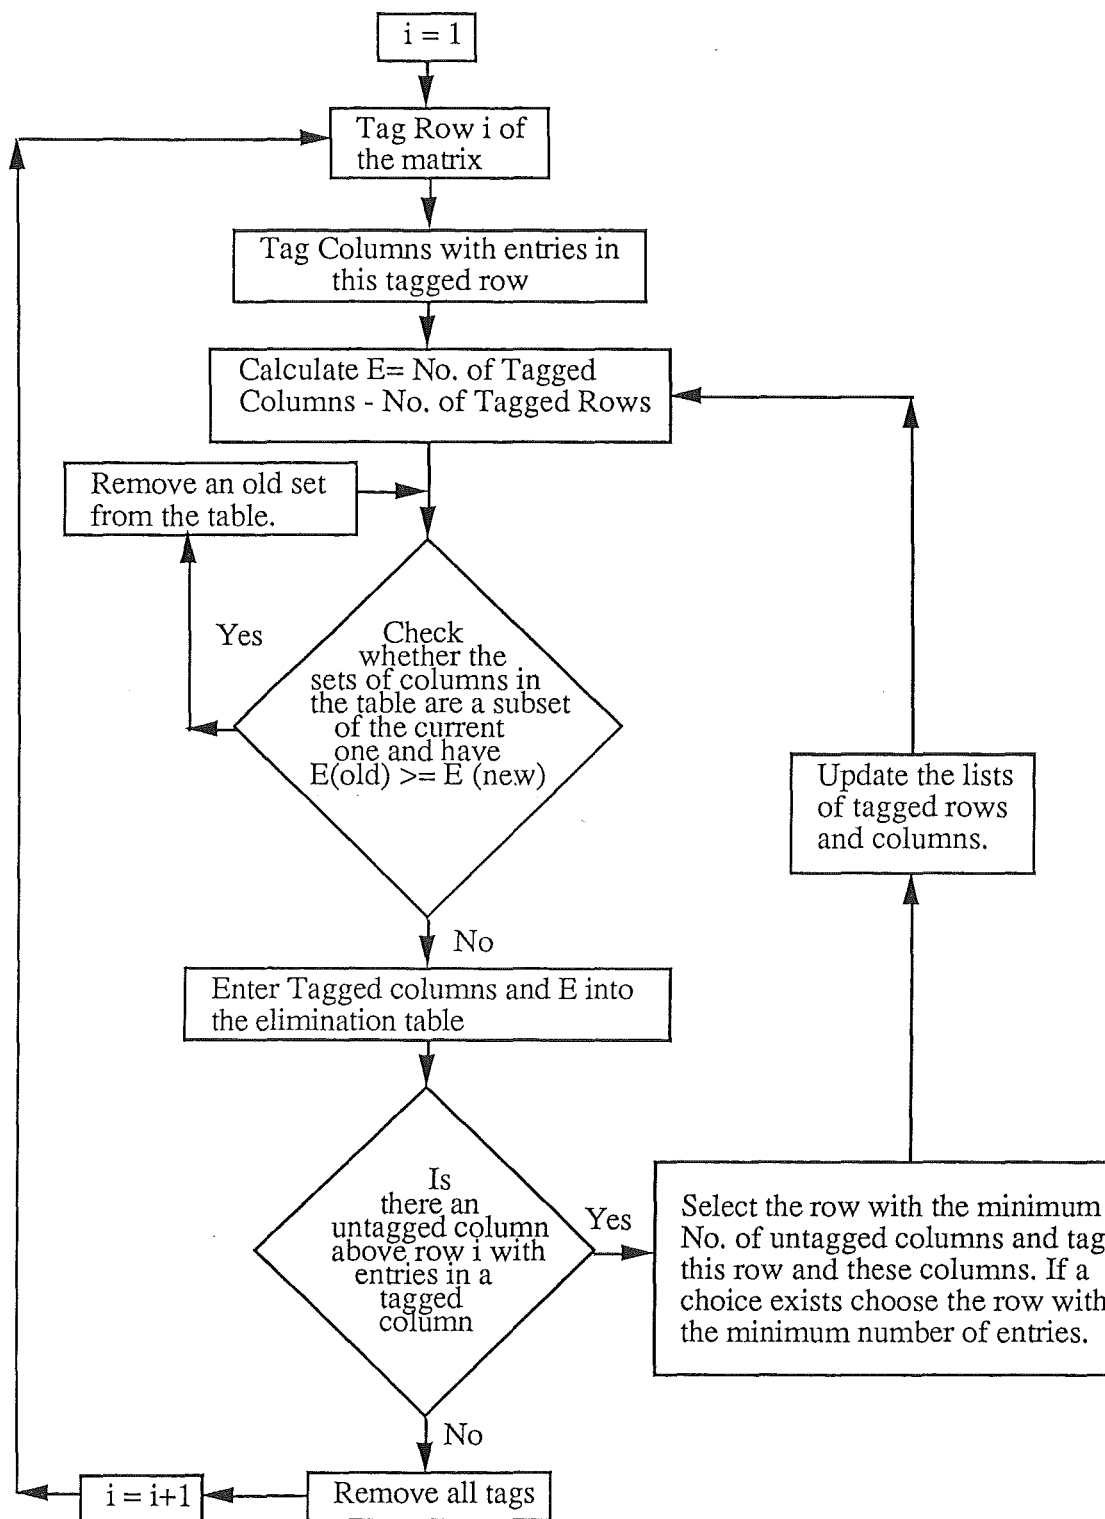 i = 1
Tag Row i of
the matrix
Tag Columns with entries in
this tagged row
Calculate E= No. of Tagged
Columns - No. of Tagged Rows
Remove an old set
from the table.
Yes
Check
whether the
sets of columns in
the table are a subset
of the current
one and have
E(old) >= E (new)
Update the lists
of tagged rows
and columns.
No
Enter Tagged columns and E into
the elimination table
Is
there an
untagged column
above row i with
entries in a
tagged
column
Yes
Select the row with the minimum
No. of untagged columns and tag
this row and these columns. If a
choice exists choose the row with
the minimum number of entries.
No
i = i+1
Remove all tags